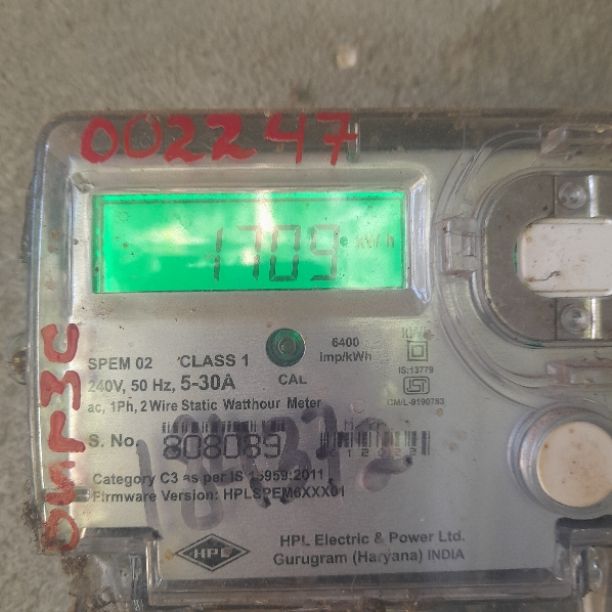 002247
1709 kWh
6400
imp/kWh
SPEM 02 CLASS 1
240V, 50 Hz, 5-30A
CAL
IS:13779
CM/L-9190783
ac, 1Ph, 2 Wire Static Watthour Meter
S. No. 808089
Category C3 as per IS 15959:2011
Firmware Version: HPLSPEM6XXX01
HPL
HPL Electric & Power Ltd.
Gurugram (Haryana) INDIA